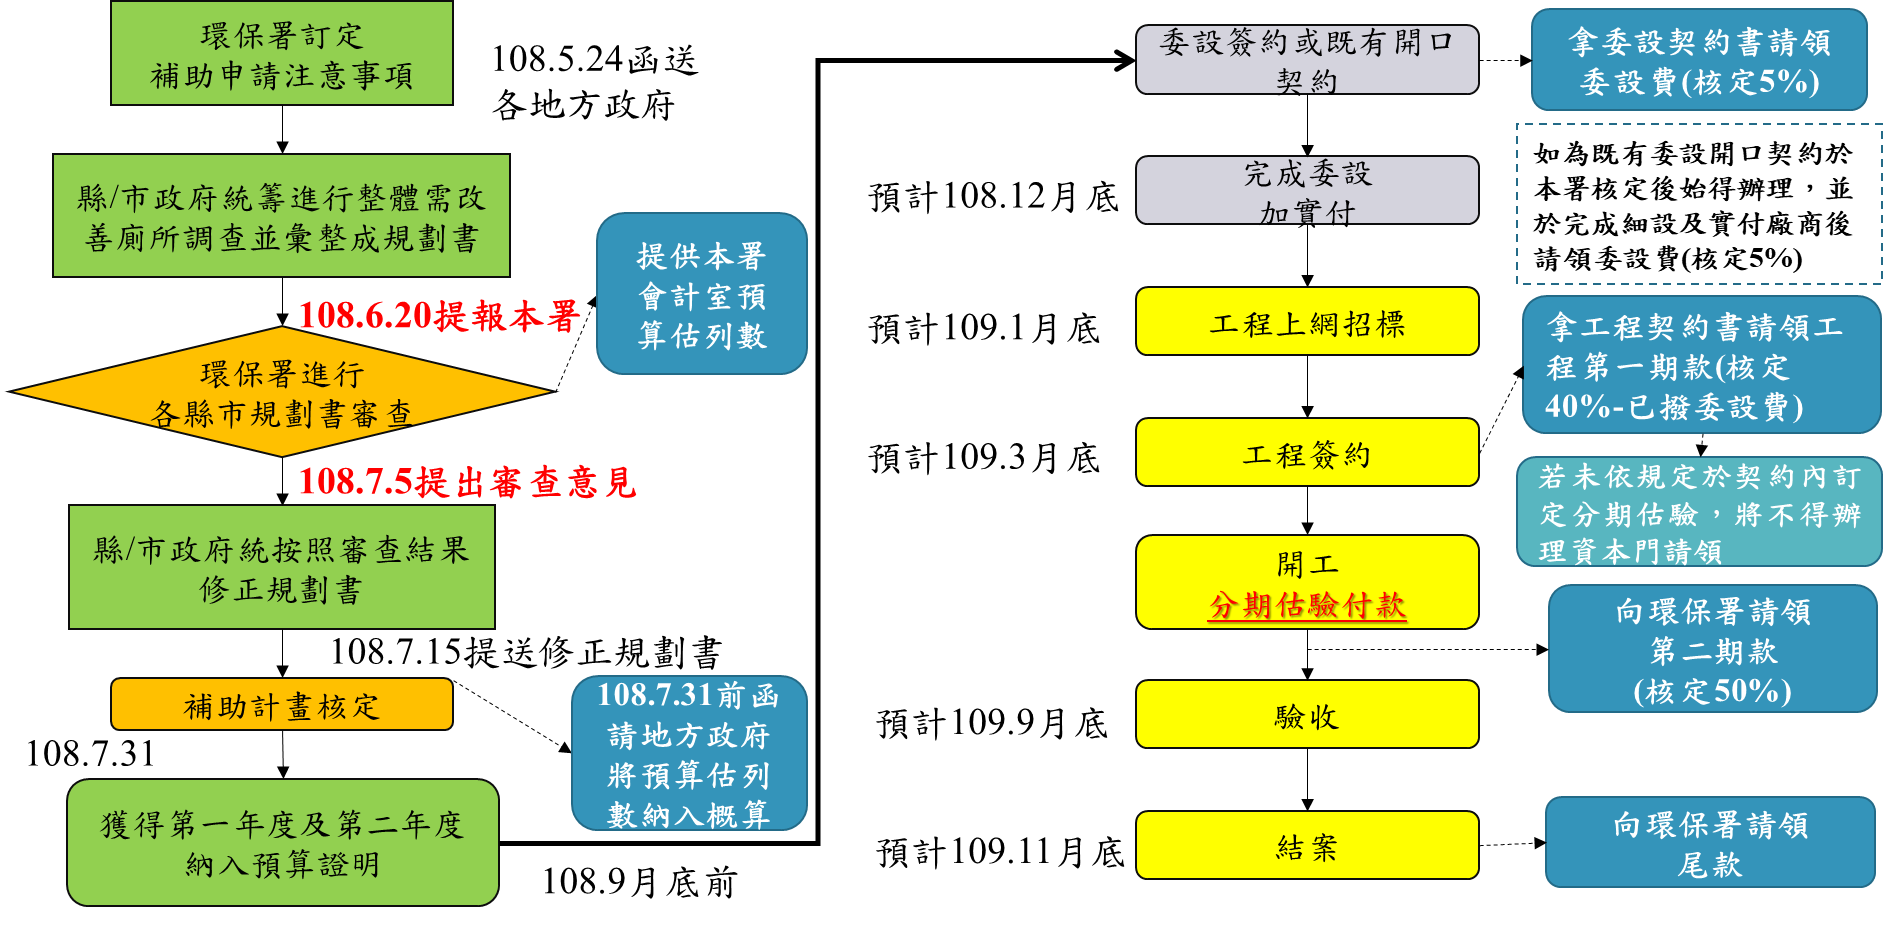 環保署訂定
補助申請注意事項
108.5.24函送
各地方政府
縣/市政府統籌進行整體需改
善廁所調查並彙整成規劃書
108.6.20提報本署
提供本署
會計室預
算估列數
環保署進行
各縣市規劃書審查
108.7.5提出審查意見
縣/市政府統按照審查結果
修正規劃書
108.7.15提送修正規劃書
補助計畫核定
108.7.31前函
請地方政府
將預算估列
數納入概算
108.7.31
獲得第一年度及第二年度
納入預算證明
108.9月底前
委設簽約或既有開口
契約
拿委設契約書請領
委設費(核定5%)
預計108.12月底
完成委設
加實付
如為既有委設開口契約於
本署核定後始得辦理，並
於完成細設及實付廠商後
請領委設費(核定5%)
預計109.1月底
工程上網招標
預計109.3月底
工程簽約
拿工程契約書請領工
程第一期款(核定
40%-已撥委設費)
若未依規定於契約內訂
定分期估驗，將不得辦
理資本門請領
開工
分期估驗付款
向環保署請領
第二期款
(核定50%)
預計109.9月底
驗收
預計109.11月底
結案
向環保署請領
尾款